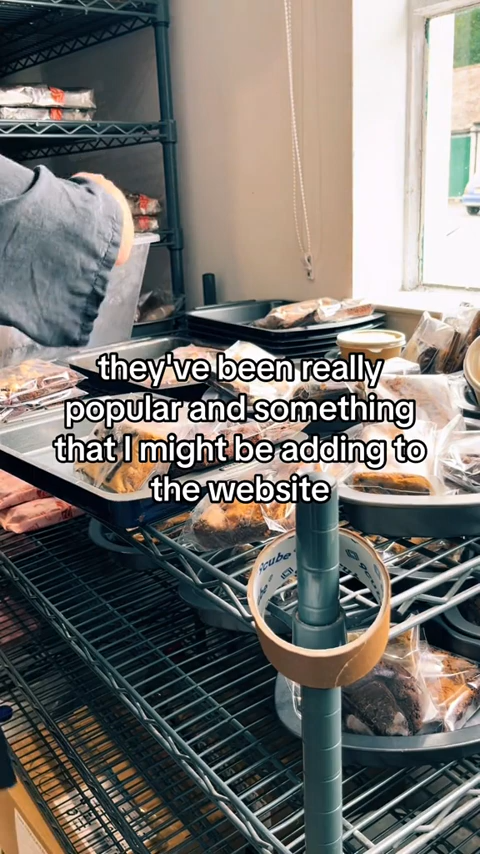 they've been really
popular and something
that I might be adding to
the website